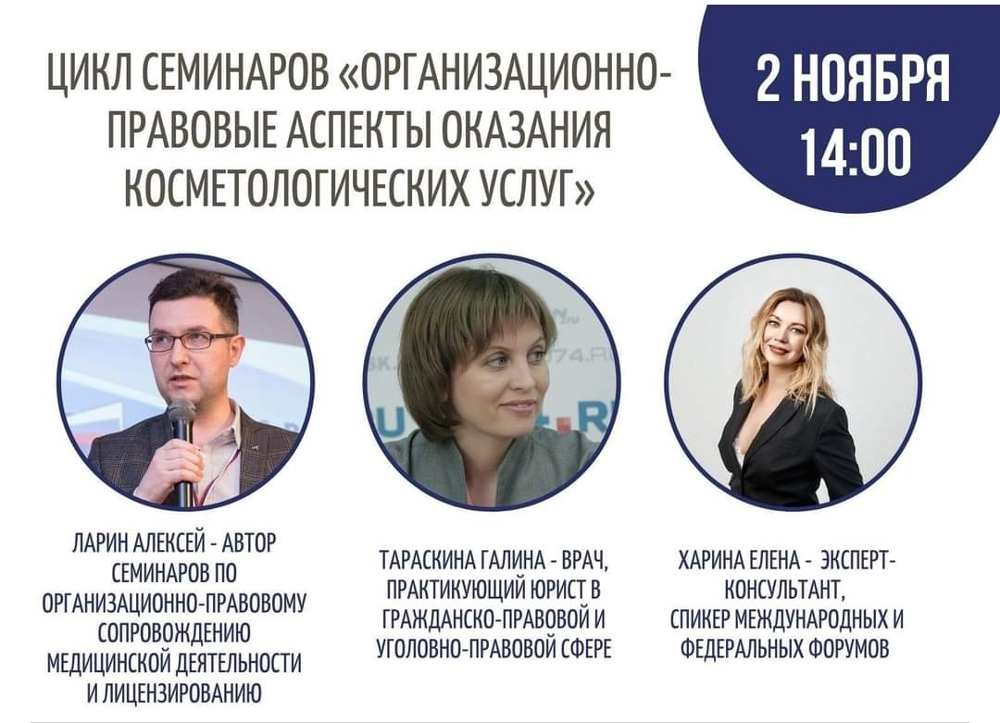 ЦИКЛ СЕМИНАРОВ «ОРГАНИЗАЦИОННО-
ПРАВОВЫЕ АСПЕКТЫ ОКАЗАНИЯ
КОСМЕТОЛОГИЧЕСКИХ УСЛУГ»
2 НОЯБРЯ
14:00
ЛАРИН АЛЕКСЕЙ - АВТОР
СЕМИНАРОВ ПО
ОРГАНИЗАЦИОННО-ПРАВОВОМУ
СОПРОВОЖДЕНИЮ
МЕДИЦИНСКОЙ ДЕЯТЕЛЬНОСТИ
И ЛИЦЕНЗИРОВАНИЮ
ТАРАСКИНА ГАЛИНА - ВРАЧ,
ПРАКТИКУЮЩИЙ ЮРИСТ В
ГРАЖДАНСКО-ПРАВОВОЙ И
УГОЛОВНО-ПРАВОВОЙ СФЕРЕ
ХАРИНА ЕЛЕНА - ЭКСПЕРТ-
КОНСУЛЬТАНТ,
СПИКЕР МЕЖДУНАРОДНЫХ И
ФЕДЕРАЛЬНЫХ ФОРУМОВ